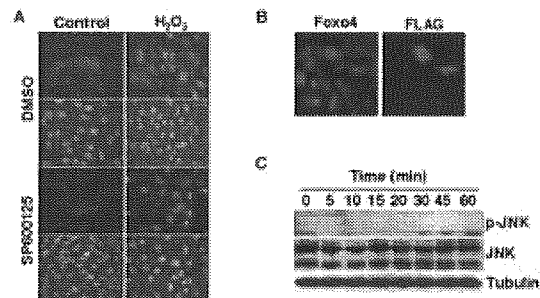 A
Control H₂O₂
DMSO
SP600125
B
Foxo4 FLAG
C
Time (min)
0 5 10 15 20 30 45 60
p-JNK
JNK
Tubulin